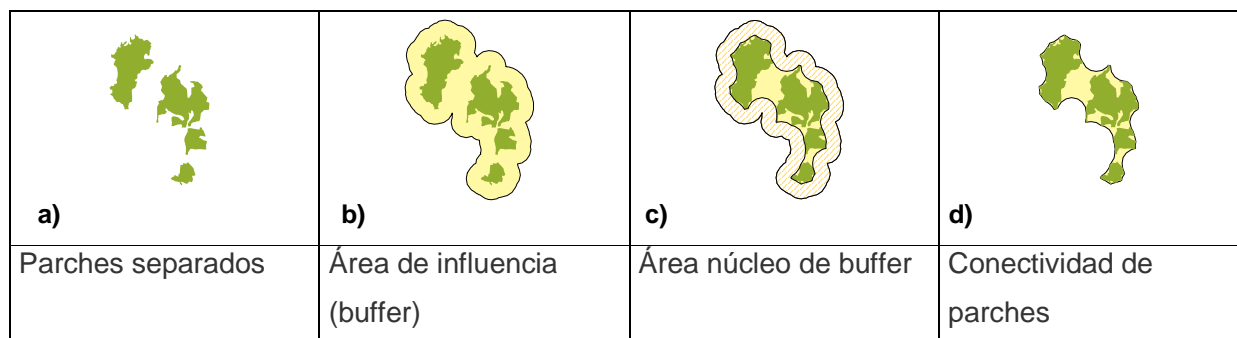 a)
b)
c)
d)
Parches separados
Área de influencia
(buffer)
Área núcleo de buffer
Conectividad de
parches